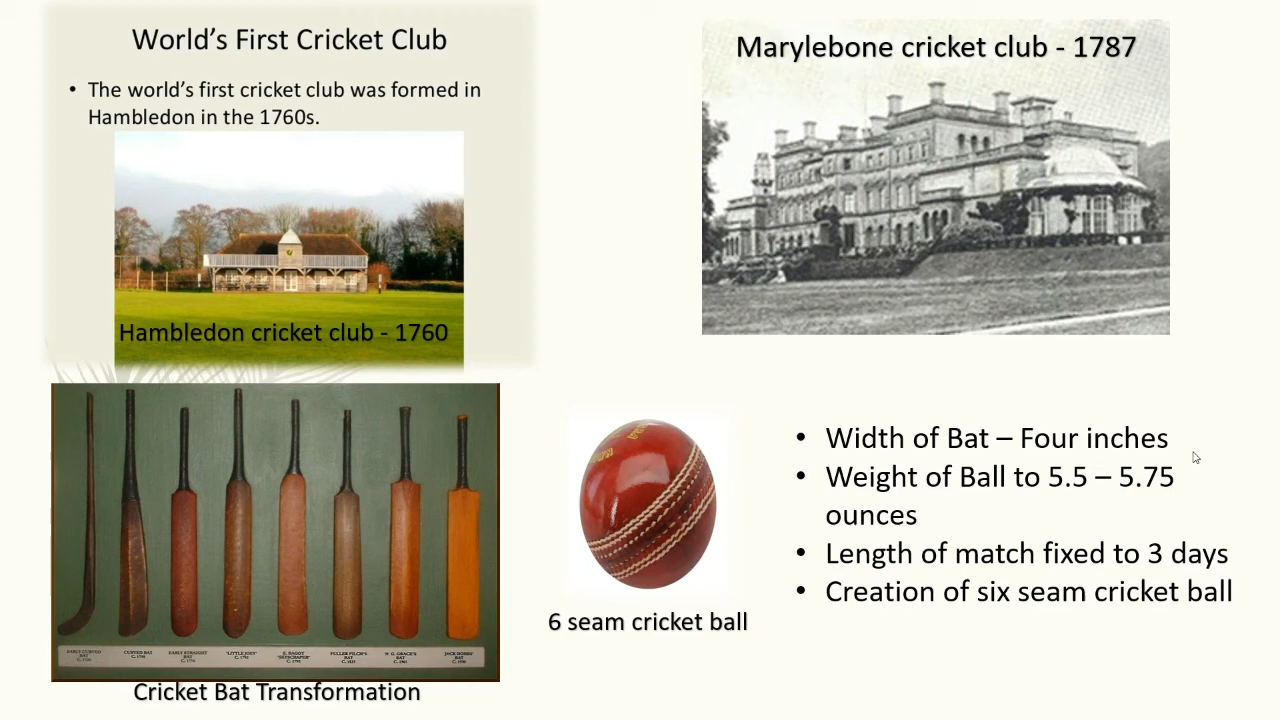 World's First Cricket Club
• The world's first cricket club was formed in
Hambledon in the 1760s.
Hambledon cricket club - 1760
Marylebone cricket club - 1787
CURVED BAT
Cricket Bat Transformation
6 seam cricket ball
• Width of Bat – Four inches
• Weight of Ball to 5.5 – 5.75
ounces
• Length of match fixed to 3 days
• Creation of six seam cricket ball